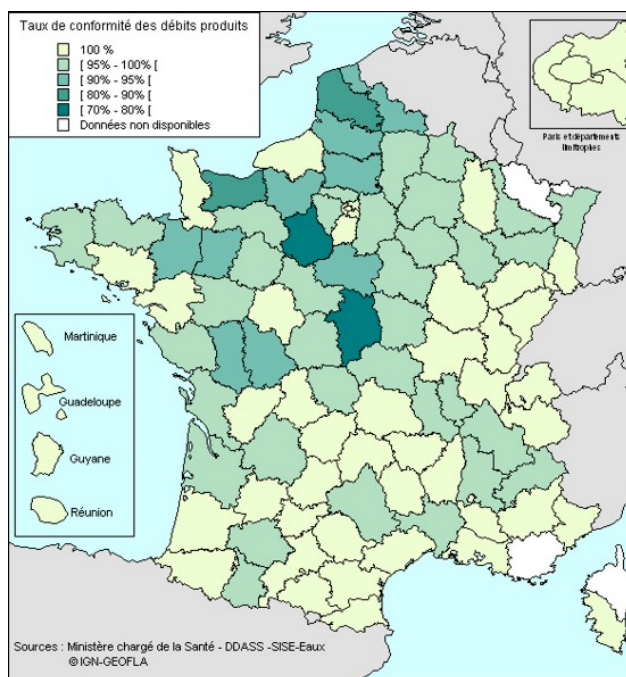 Taux de conformité des débits produits
100 %
[ 95% - 100% [
[ 90% - 95% [
[ 80% - 90% [
[ 70% - 80% [
Données non disponibles
Paris et départements
limitrophes
Martinique
Guadeloupe
Guyane
Réunion
Sources : Ministère chargé de la Santé - DDASS -SISE-Eaux
©IGN-GEOFLA